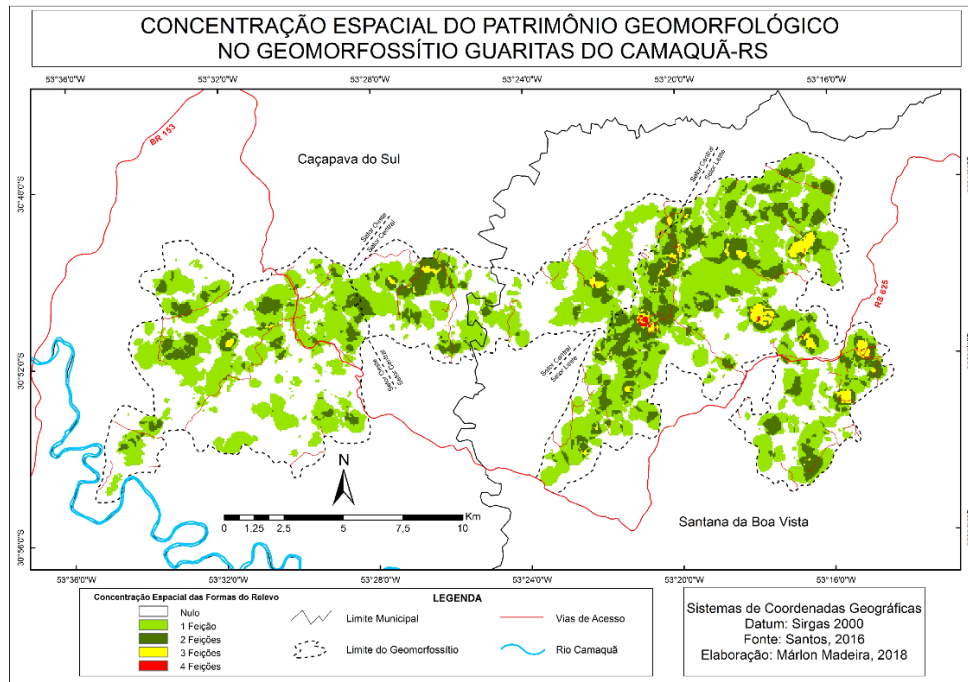 CONCENTRAÇÃO ESPACIAL DO PATRIMÔNIO GEOMORFOLÓGICO
NO GEOMORFOSSÍTIO GUARITAS DO CAMAQUÃ-RS
53°36'0"W
53°32'0"W
53°28'0"W
53°24'0"W
53°20'0"W
53°16'0"W
BR 153
Caçapava do Sul
Setor Central
Setor Leste
RS 625
30°40'0"S
Setor Oeste
Setor Central
Setor Central
Setor Oeste
Setor Central
Setor Leste
30°52'0"S
N
Km
0 1,25 2,5 5 7,5 10
Santana da Boa Vista
30°56'0"S
53°36'0"W
53°32'0"W
53°28'0"W
53°24'0"W
53°20'0"W
53°16'0"W
Concentração Espacial das Formas do Relevo
Nulo
1 Feição
2 Feições
3 Feições
4 Feições
LEGENDA
Limite Municipal
Vias de Acesso
Limite do Geomorfossítio
Rio Camaquã
Sistemas de Coordenadas Geográficas
Datum: Sirgas 2000
Fonte: Santos, 2016
Elaboração: Márlon Madeira, 2018